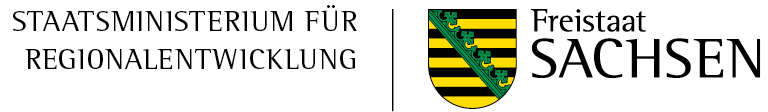 STAATSMINISTERIUM FÜR
REGIONALENTWICKLUNG
Freistaat
SACHSEN